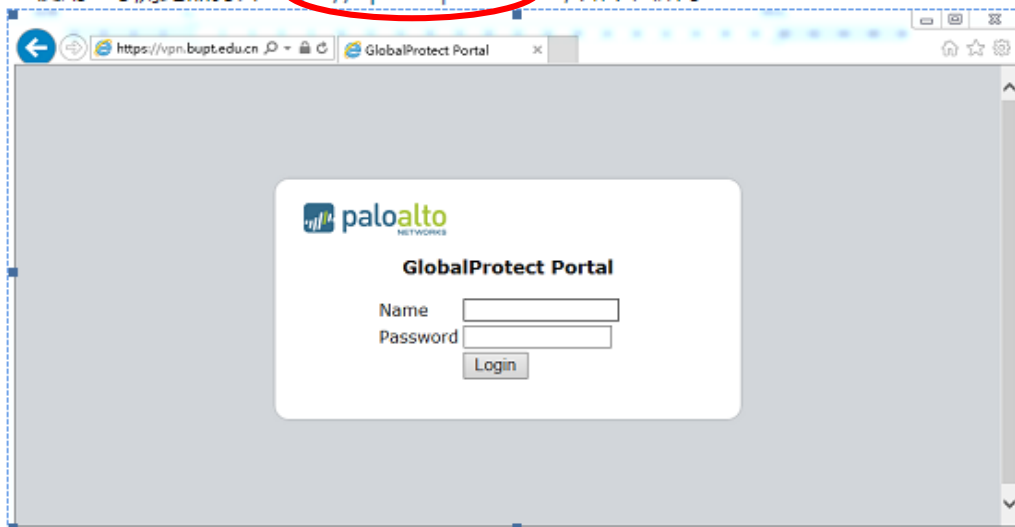 https://vpn.bupt.edu.cn
GlobalProtect Portal
paloalto
NETWORKS
GlobalProtect Portal
Name
Password
Login